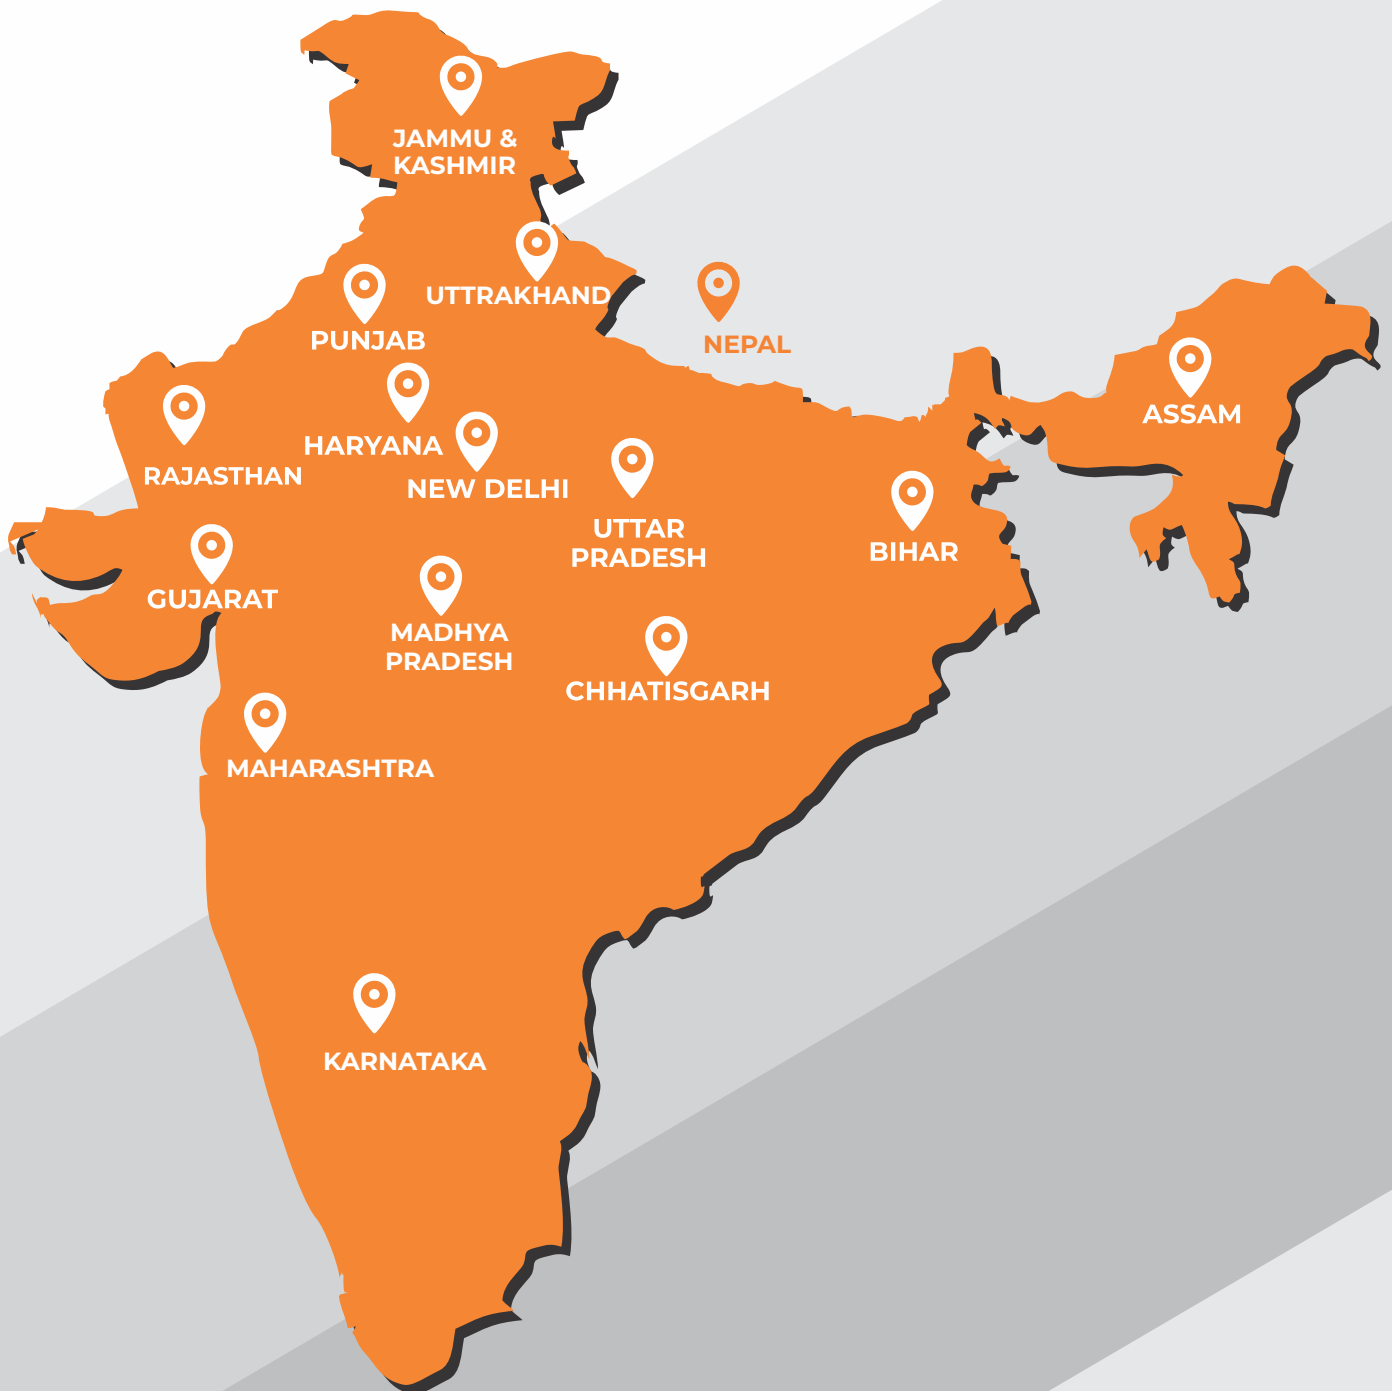 JAMMU &
KASHMIR
UTTRAKHAND
PUNJAB
NEPAL
HARYANA
ASSAM
RAJASTHAN
NEW DELHI
UTTAR
PRADESH
BIHAR
GUJARAT
MADHYA
PRADESH
CHHATISGARH
MAHARASHTRA
KARNATAKA